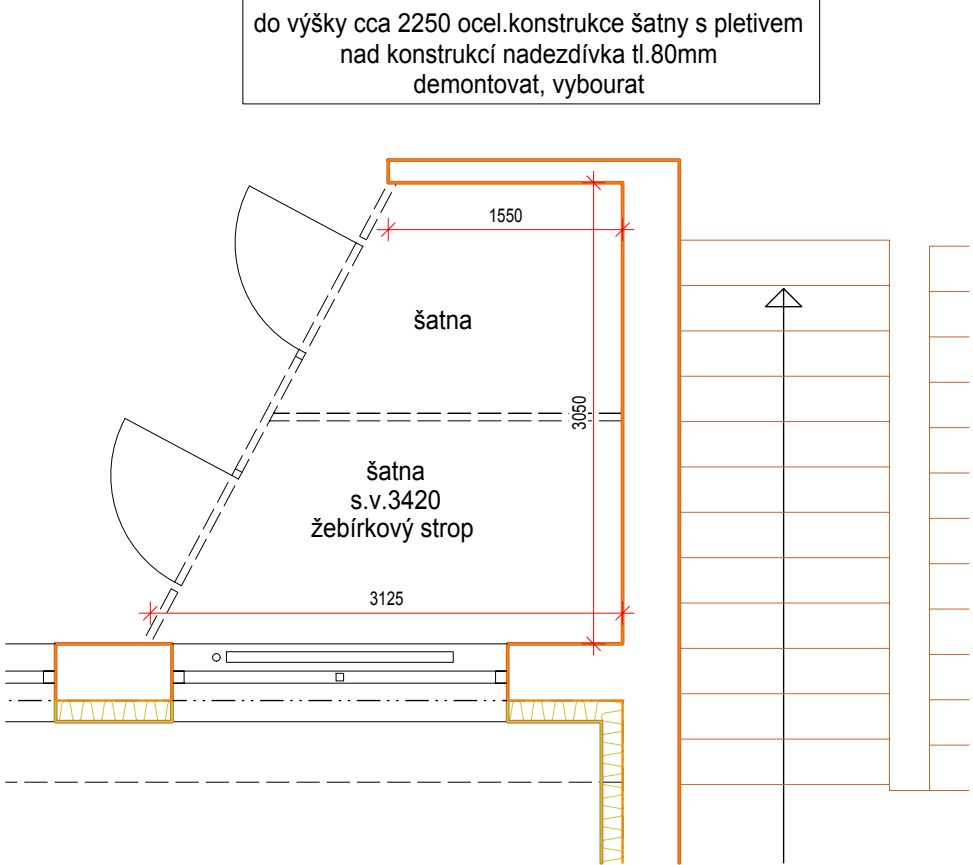 do výšky cca 2250 ocel.konstrukce šatny s pletivem
nad konstrukcí nadezdívka tl.80mm
demontovat, vybourat
1550
šatna
3050
šatna
s.v.3420
žebírkový strop
3125